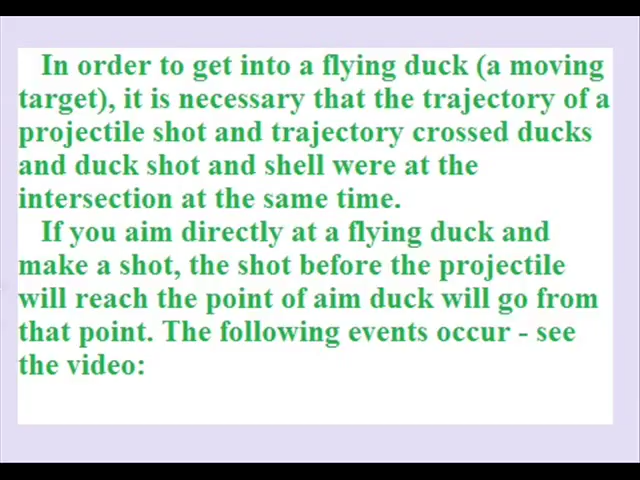 In order to get into a flying duck (a moving
target), it is necessary that the trajectory of a
projectile shot and trajectory crossed ducks
and duck shot and shell were at the
intersection at the same time.
If you aim directly at a flying duck and
make a shot, the shot before the projectile
will reach the point of aim duck will go from
that point. The following events occur - see
the video: